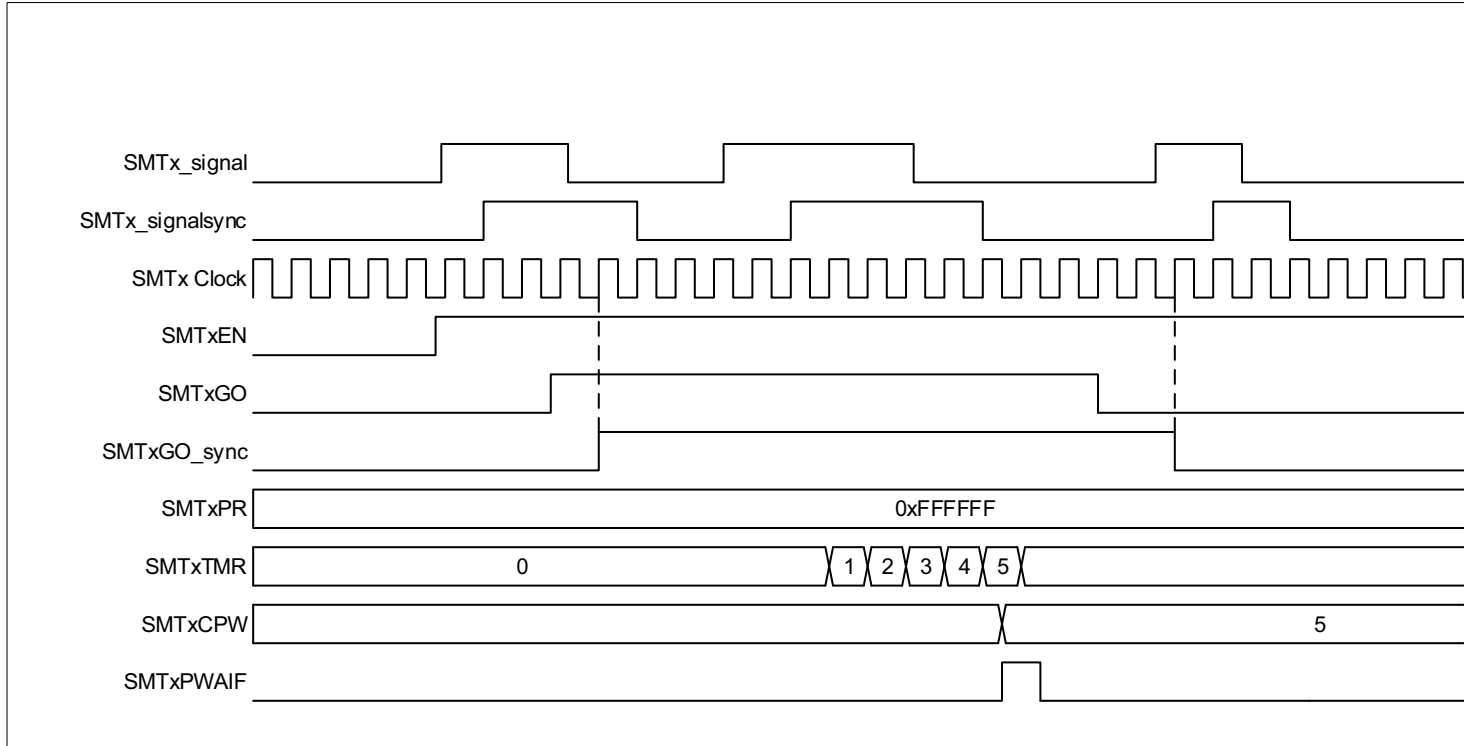 SMTx_signal
SMTx_signalsync
SMTx Clock
SMTxEN
SMTxGO
SMTxGO_sync
SMTxPR 0xFFFFFF
SMTxTMR 0 1 2 3 4 5
SMTxCPW 5
SMTxPWAIF